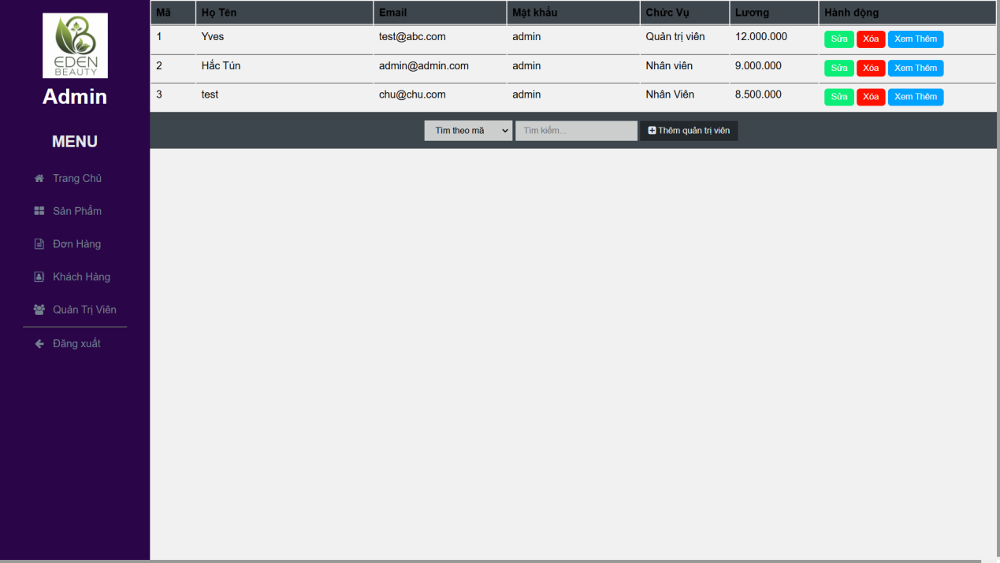 EDEN
BEAUTY
Admin
MENU
Trang Chủ
Sản Phẩm
Đơn Hàng
Khách Hàng
Quản Trị Viên
Đăng xuất
Mã Họ Tên Email Mật khẩu Chức Vụ Lương Hành động
1 Yves test@abc.com admin Quản trị viên 12.000.000 Sửa Xóa Xem Thêm
2 Hắc Tún admin@admin.com admin Nhân viên 9.000.000 Sửa Xóa Xem Thêm
3 test chu@chu.com admin Nhân Viên 8.500.000 Sửa Xóa Xem Thêm
Tìm theo mã Tìm kiếm... Thêm quản trị viên